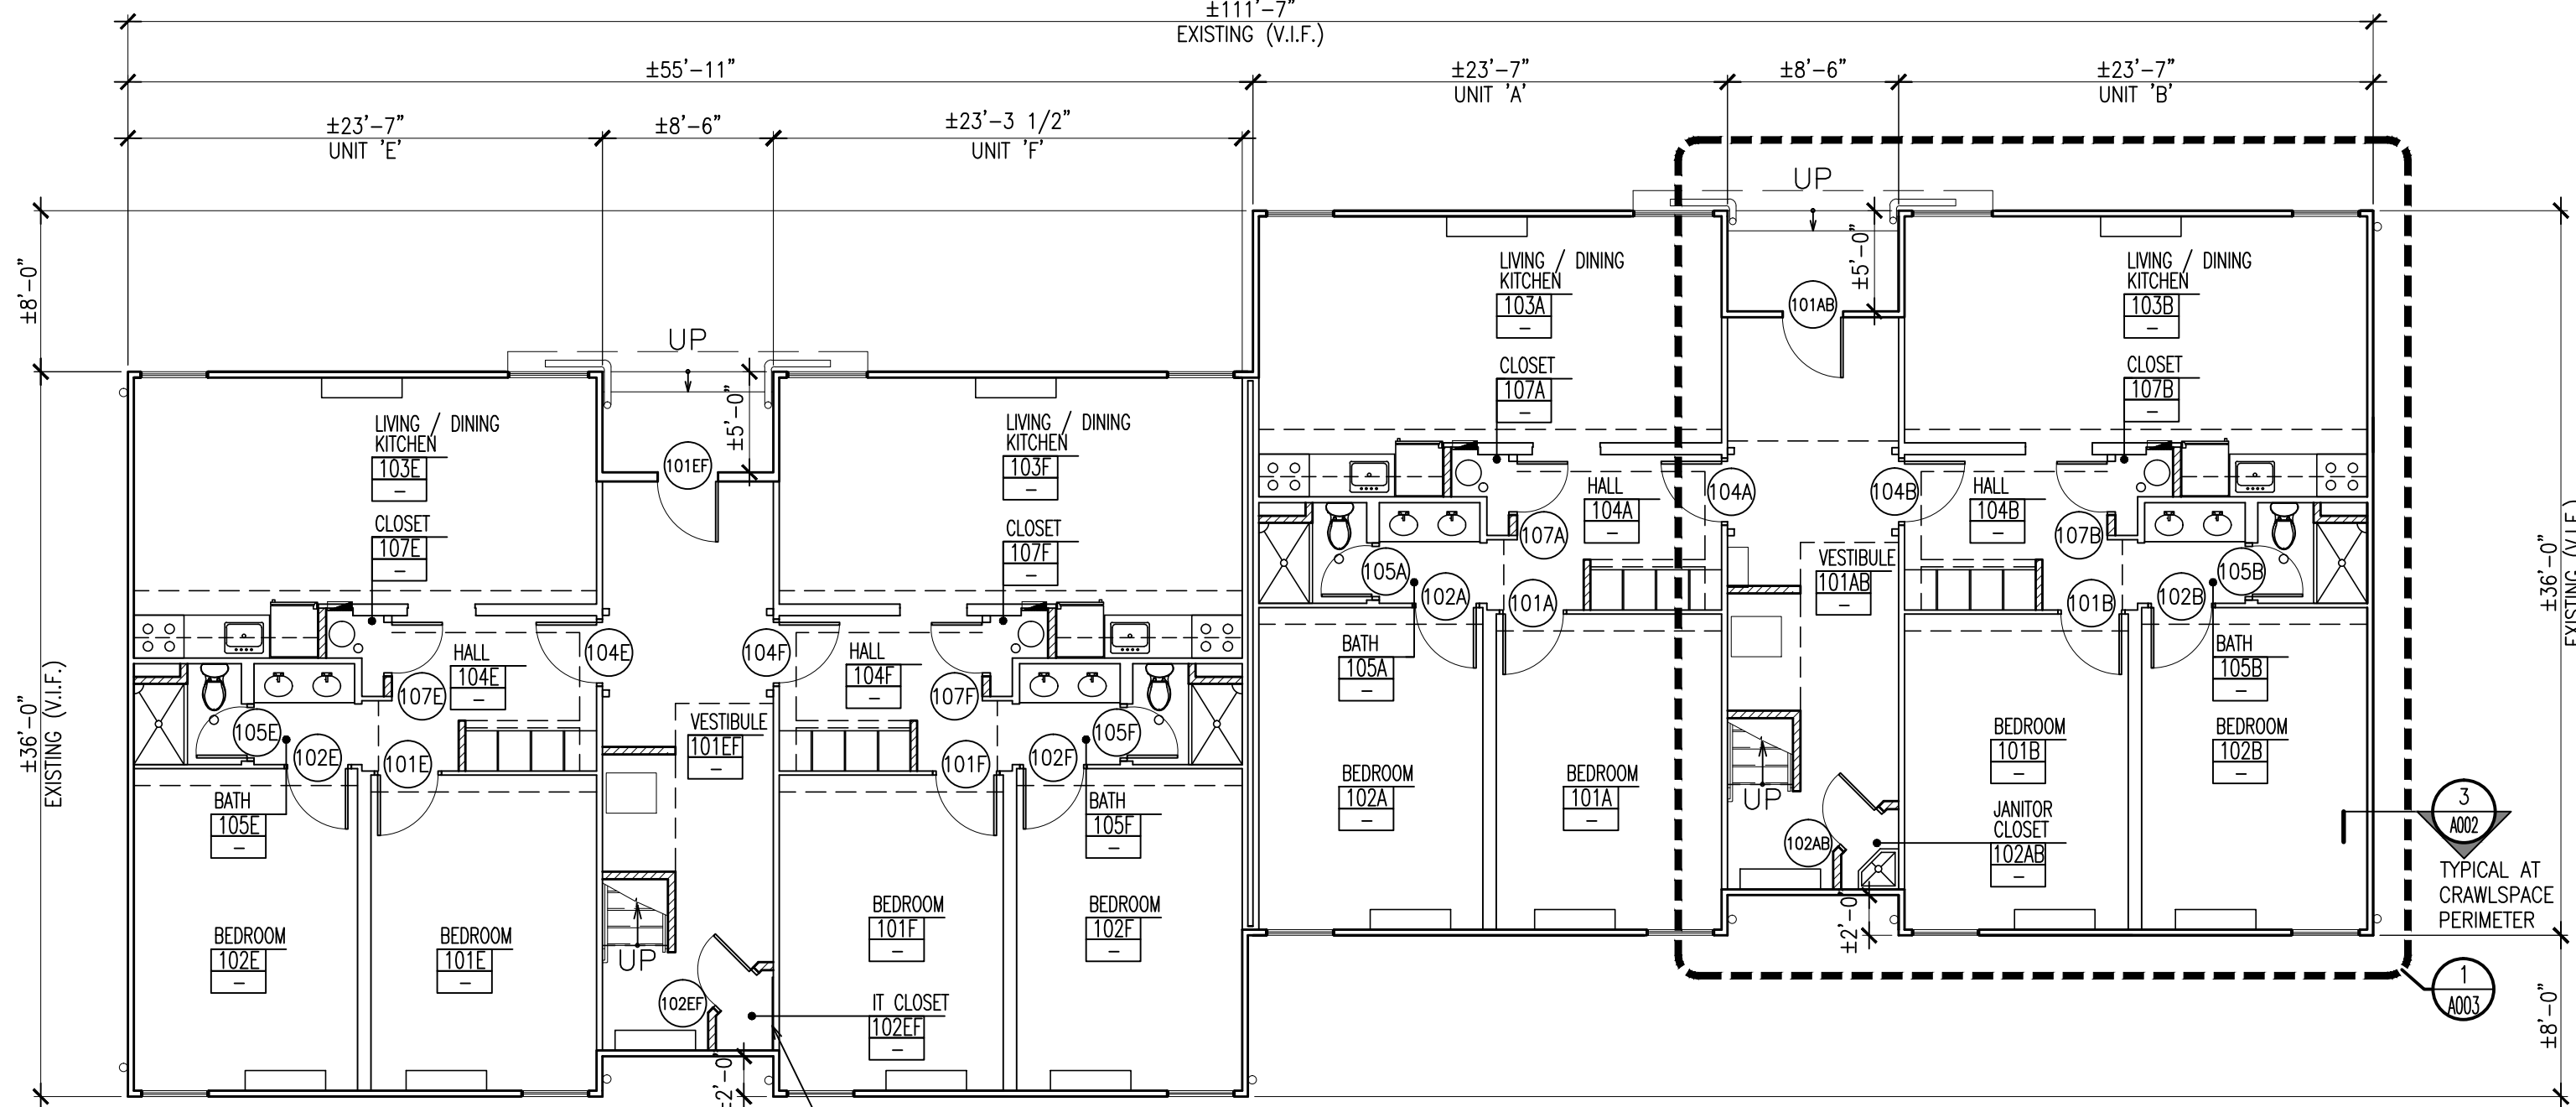 ±111'-7"
EXISTING (V.I.F.)
±55'-11"
±23'-7"
UNIT 'A'
±8'-6"
±23'-7"
UNIT 'B'
±23'-7"
UNIT 'E'
±8'-6"
±23'-3 1/2"
UNIT 'F'
UP
±8'-0"
±5'-0"
LIVING / DINING
KITCHEN
103A
-
101AB
LIVING / DINING
KITCHEN
103B
-
UP
CLOSET
107A
-
CLOSET
107B
-
±5'-0"
LIVING / DINING
KITCHEN
103E
-
101EF
LIVING / DINING
KITCHEN
103F
-
HALL
104A
-
104A
104B
HALL
104B
-
CLOSET
107E
-
CLOSET
107F
-
107A
107B
VESTIBULE
101AB
-
105A
102A
101A
101B
102B
105B
±36'-0"
EXISTING (V.I.F.)
HALL
104E
-
104E
104F
HALL
104F
-
BATH
105A
-
BATH
105B
-
107E
107F
VESTIBULE
101EF
-
105E
102E
101E
101F
102F
105F
±36'-0"
EXISTING (V.I.F.)
BEDROOM
102A
-
BEDROOM
101A
-
BEDROOM
101B
-
BEDROOM
102B
-
UP
BATH
105E
-
BATH
105F
-
102AB
JANITOR
CLOSET
102AB
-
3
A002
TYPICAL AT
CRAWLSPACE
PERIMETER
BEDROOM
102E
-
BEDROOM
101E
-
BEDROOM
101F
-
BEDROOM
102F
-
±2'-0
UP
102EF
IT CLOSET
102EF
-
1
A003
±8'-0"
±2'-0"